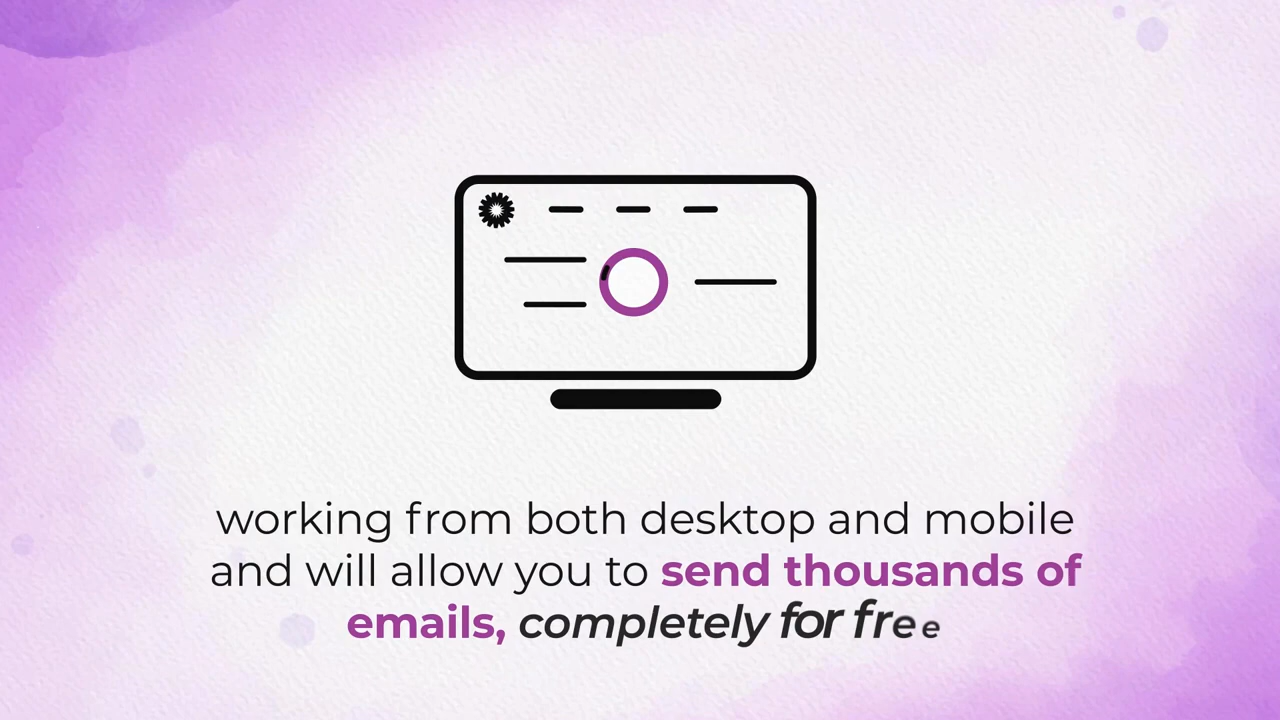 working from both desktop and mobile
and will allow you to send thousands of
emails, completely for free